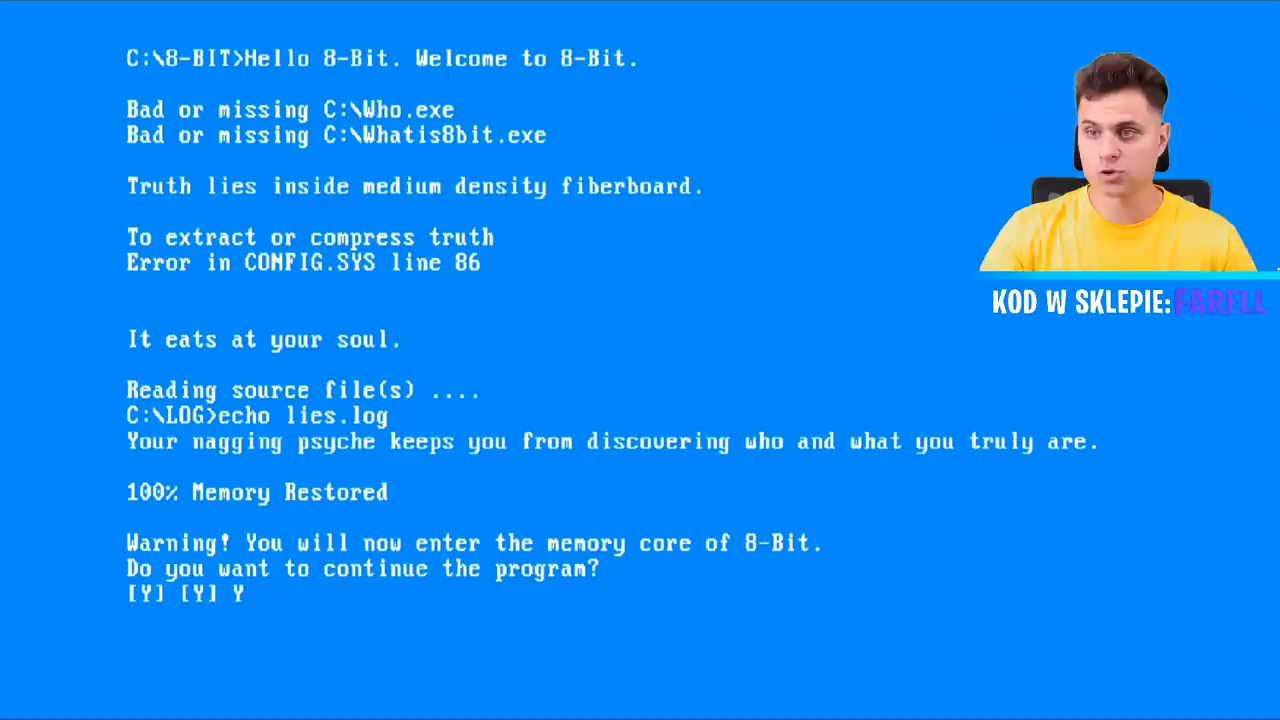 C:\8-BIT>Hello 8-Bit. Welcome to 8-Bit.
Bad or missing C:\Who.exe
Bad or missing C:\Whatis8bit.exe
Truth lies inside medium density fiberboard.
To extract or compress truth
Error in CONFIG.SYS line 86
KOD W SKLEPIE: FARELL
It eats at your soul.
Reading source file(s) ....
C:\LOG>echo lies.log
Your nagging psyche keeps you from discovering who and what you truly are.
100% Memory Restored
Warning! You will now enter the memory core of 8-Bit.
Do you want to continue the program?
[Y] [Y] Y